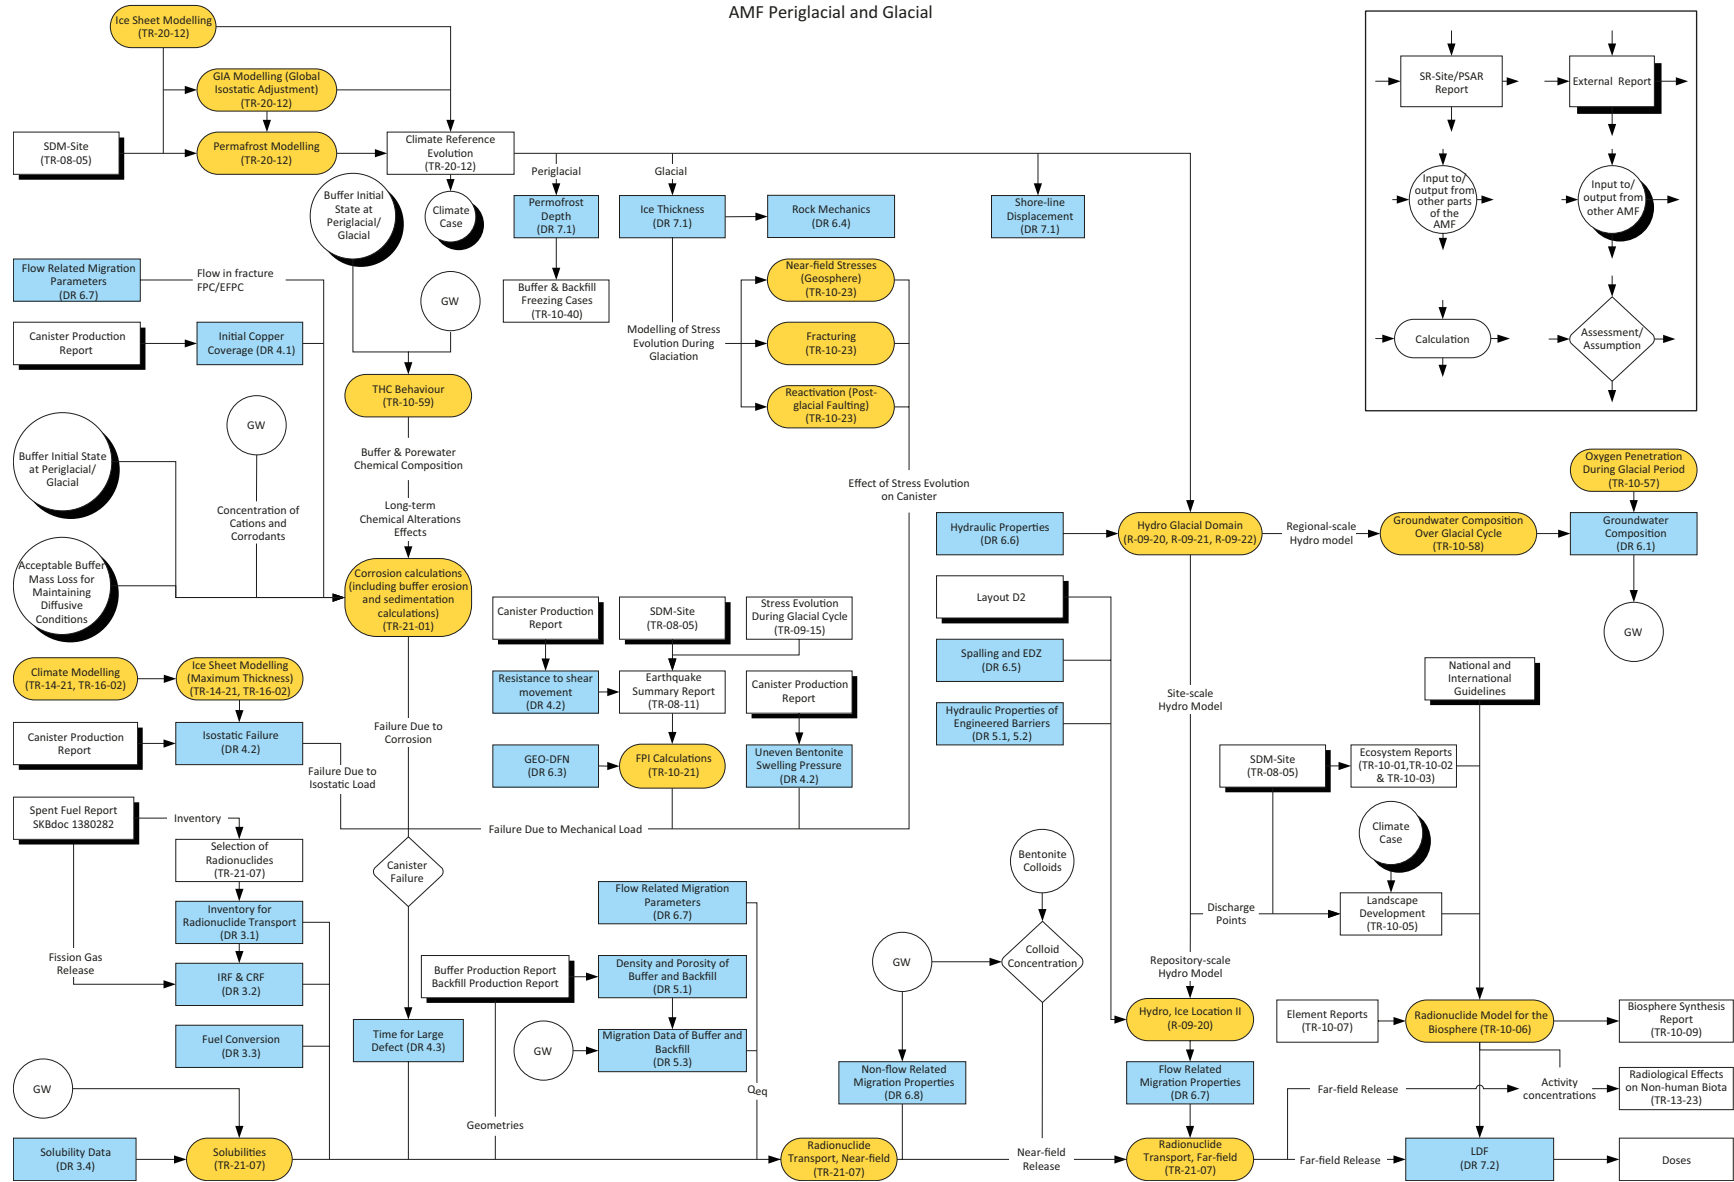 AMF Periglacial and Glacial
Ice Sheet Modelling
(TR-20-12)
GIA Modelling (Global
Isostatic Adjustment)
(TR-20-12)
SDM-Site
(TR-08-05)
Permafrost Modelling
(TR-20-12)
Climate Reference
Evolution
(TR-20-12)
SR-Site/PSAR
Report
External Report
Input to/
output from
other parts
of the
AMF
Input to/
output from
other AMF
Calculation
Assessment/
Assumption
Buffer Initial
State at
Periglacial/
Glacial
Climate
Case
Periglacial
Permofrost
Depth
(DR 7.1)
Glacial
Ice Thickness
(DR 7.1)
Rock Mechanics
(DR 6.4)
Shore-line
Displacement
(DR 7.1)
Flow Related Migration
Parameters
(DR 6.7)
Flow in fracture
FPC/EFPC
GW
Buffer & Backfill
Freezing Cases
(TR-10-40)
Near-field Stresses
(Geosphere)
(TR-10-23)
Canister Production
Report
Initial Copper
Coverage (DR 4.1)
Modelling of Stress
Evolution During
Glaciation
Fracturing
(TR-10-23)
THC Behaviour
(TR-10-59)
Reactivation (Post-
glacial Faulting)
(TR-10-23)
GW
Buffer Initial State
at Periglacial/
Glacial
Buffer & Porewater
Chemical Composition
Effect of Stress Evolution
on Canister
Oxygen Penetration
During Glacial Period
(TR-10-57)
Concentration of
Cations and
Corrodants
Long-term
Chemical Alterations
Effects
Hydraulic Properties
(DR 6.6)
Hydro Glacial Domain
(R-09-20, R-09-21, R-09-22)
Regional-scale
Hydro model
Groundwater Composition
Over Glacial Cycle
(TR-10-58)
Groundwater
Composition
(DR 6.1)
Acceptable Buffer
Mass Loss for
Maintaining
Diffusive
Conditions
Corrosion calculations
(including buffer erosion
and sedimentation
calculations)
(TR-21-01)
Canister Production
Report
SDM-Site
(TR-08-05)
Stress Evolution
During Glacial Cycle
(TR-09-15)
Layout D2
GW
Climate Modelling
(TR-14-21, TR-16-02)
Ice Sheet Modelling
(Maximum Thickness)
(TR-14-21, TR-16-02)
Resistance to shear
movement
(DR 4.2)
Earthquake
Summary Report
(TR-08-11)
Canister Production
Report
Spalling and EDZ
(DR 6.5)
National and
International
Guidelines
Site-scale
Hydro Model
Canister Production
Report
Isostatic Failure
(DR 4.2)
Failure Due to
Corrosion
Hydraulic Properties of
Engineered Barriers
(DR 5.1, 5.2)
GEO-DFN
(DR 6.3)
FPI Calculations
(TR-10-21)
Uneven Bentonite
Swelling Pressure
(DR 4.2)
SDM-Site
(TR-08-05)
Ecosystem Reports
(TR-10-01,TR-10-02
& TR-10-03)
Failure Due to
Isostatic Load
Spent Fuel Report
SKBdoc 1380282
Inventory
Failure Due to Mechanical Load
Climate
Case
Selection of
Radionuclides
(TR-21-07)
Canister
Failure
Bentonite
Colloids
Inventory for
Radionuclide Transport
(DR 3.1)
Flow Related Migration
Parameters
(DR 6.7)
Discharge
Points
Landscape
Development
(TR-10-05)
Fission Gas
Release
IRF & CRF
(DR 3.2)
Buffer Production Report
Backfill Production Report
Density and Porosity of
Buffer and Backfill
(DR 5.1)
GW
Colloid
Concentration
Repository-scale
Hydro Model
Fuel Conversion
(DR 3.3)
Time for Large
Defect (DR 4.3)
GW
Migration Data of Buffer and
Backfill
(DR 5.3)
Hydro, Ice Location II
(R-09-20)
Element Reports
(TR-10-07)
Radionuclide Model for the
Biosphere (TR-10-06)
Biosphere Synthesis
Report
(TR-10-09)
GW
Qeq
Non-flow Related
Migration Properties
(DR 6.8)
Flow Related
Migration Properties
(DR 6.7)
Far-field Release
Activity
concentrations
Radiological Effects
on Non-human Biota
(TR-13-23)
Geometries
Solubility Data
(DR 3.4)
Solubilities
(TR-21-07)
Radionuclide
Transport, Near-field
(TR-21-07)
Near-field
Release
Radionuclide
Transport, Far-field
(TR-21-07)
Far-field Release
LDF
(DR 7.2)
Doses